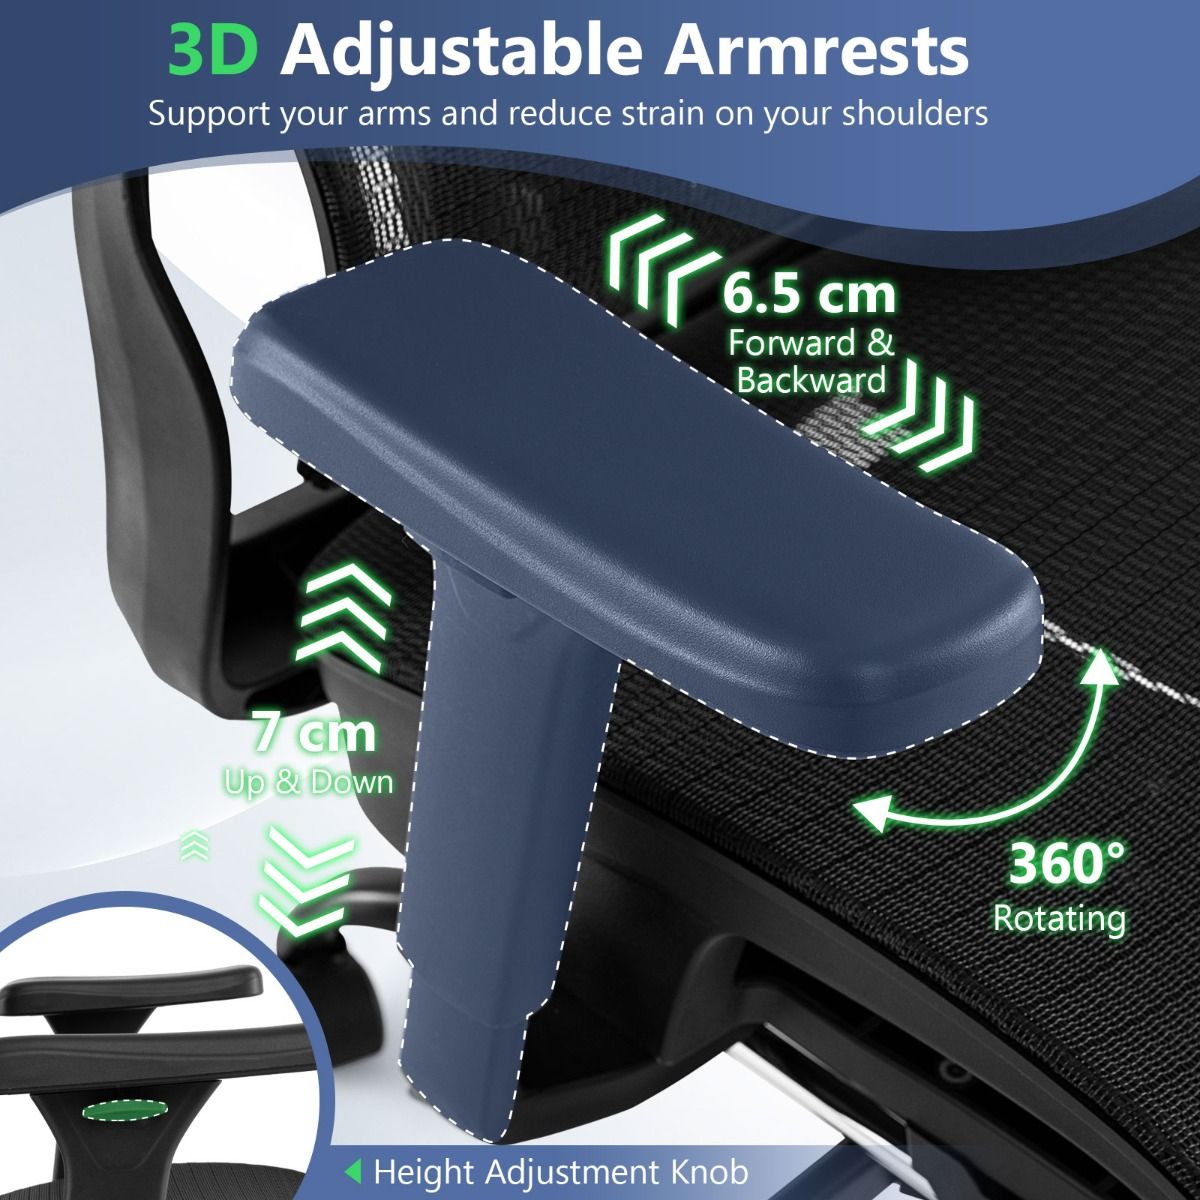 3D Adjustable Armrests
Support your arms and reduce strain on your shoulders
6.5 cm
Forward &
Backward
7 cm
Up & Down
360°
Rotating
Height Adjustment Knob